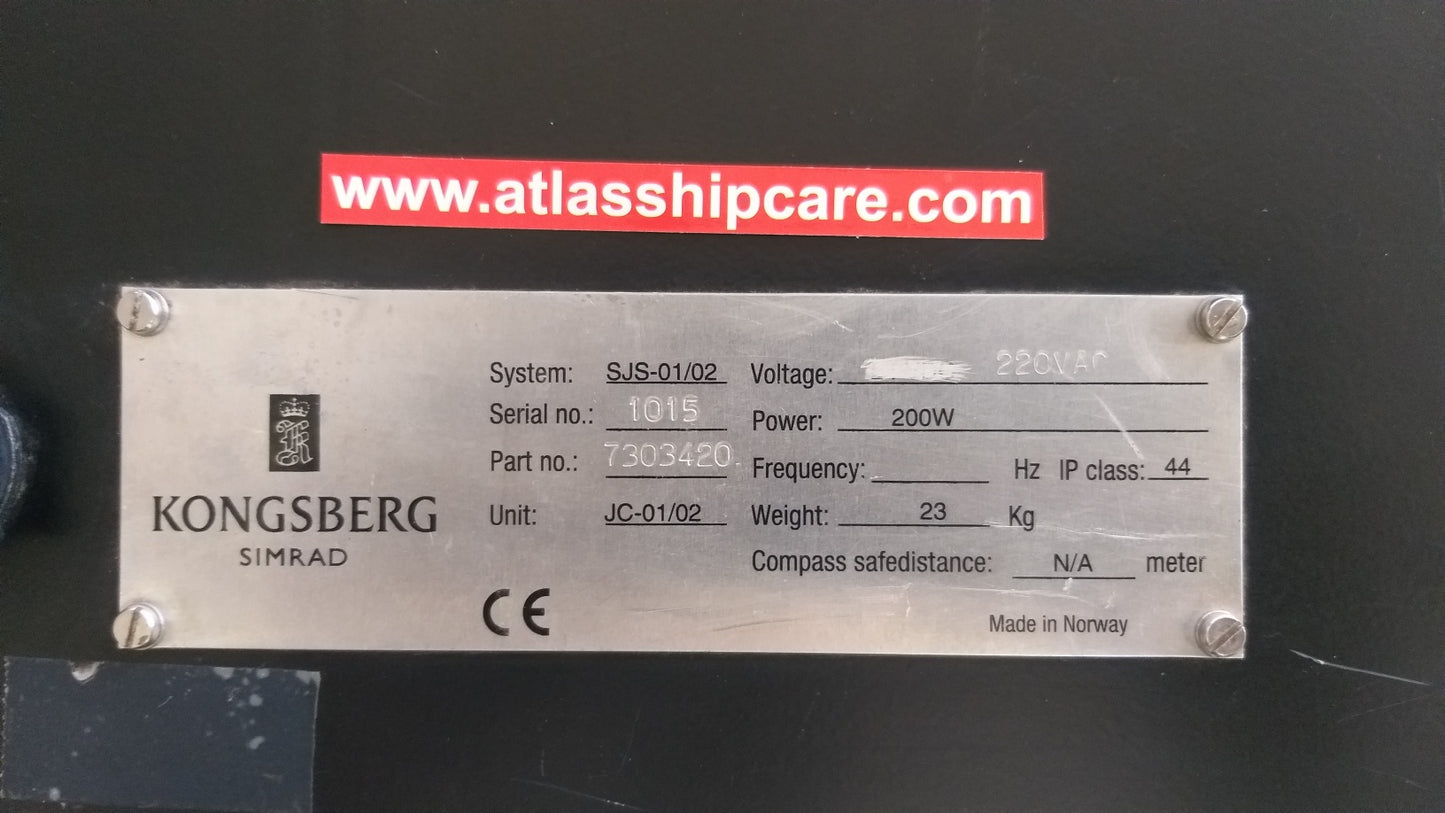 www.atlasshipcare.com
System: SJS-01/02 Voltage: 220VAC
Serial no.: 1015 Power: 200W
Part no.: 7303420. Frequency: Hz IP class: 44
KONGSBERG Unit: JC-01/02 Weight: 23 Kg
SIMRAD Compass safedistance: N/A meter
CE Made in Norway